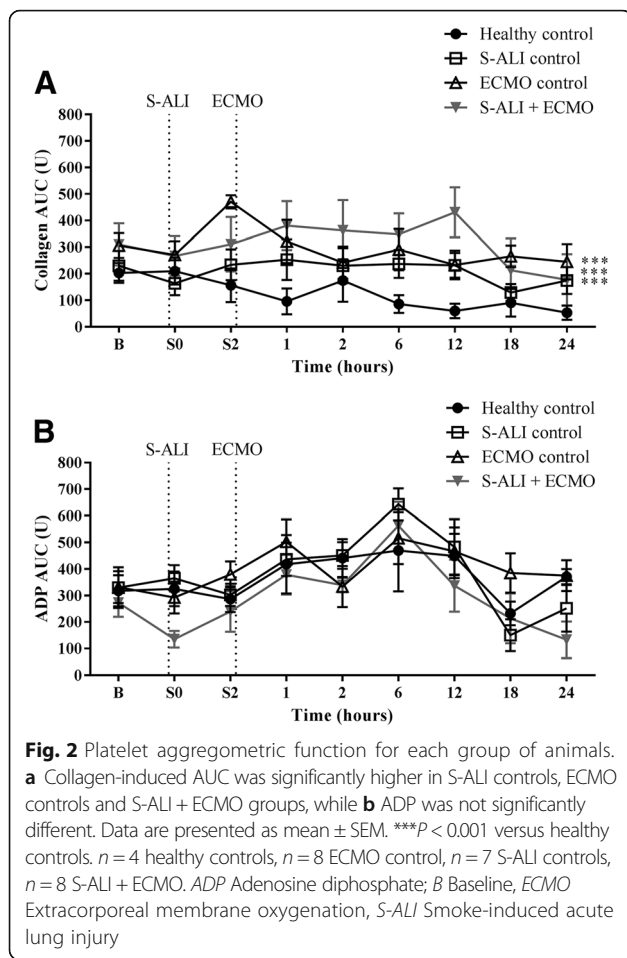 Healthy control
S-ALI control
ECMO control
S-ALI + ECMO
A
S-ALI ECMO
800
700
600
500
400
300
200
100
0
Collagen AUC (U)
***
***
***
B S0 S2 1 2 6 12 18 24
Time (hours)
B
Healthy control
S-ALI control
ECMO control
S-ALI + ECMO
S-ALI ECMO
800
700
600
500
400
300
200
100
0
ADP AUC (U)
B S0 S2 1 2 6 12 18 24
Time (hours)
Fig. 2 Platelet aggregometric function for each group of animals.
a Collagen-induced AUC was significantly higher in S-ALI controls, ECMO
controls and S-ALI + ECMO groups, while b ADP was not significantly
different. Data are presented as mean ± SEM. ***P < 0.001 versus healthy
controls. n = 4 healthy controls, n = 8 ECMO control, n = 7 S-ALI controls,
n = 8 S-ALI + ECMO. ADP Adenosine diphosphate; B Baseline, ECMO
Extracorporeal membrane oxygenation, S-ALI Smoke-induced acute
lung injury